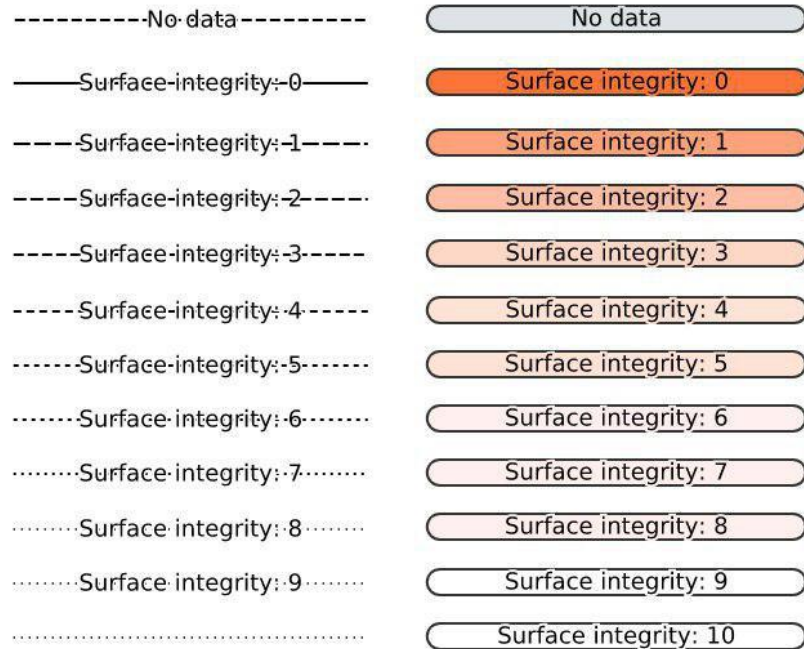 No data No data
Surface integrity: 0 Surface integrity: 0
Surface integrity: 1 Surface integrity: 1
Surface integrity: 2 Surface integrity: 2
Surface integrity: 3 Surface integrity: 3
Surface integrity: 4 Surface integrity: 4
Surface integrity: 5 Surface integrity: 5
Surface integrity: 6 Surface integrity: 6
Surface integrity: 7 Surface integrity: 7
Surface integrity: 8 Surface integrity: 8
Surface integrity: 9 Surface integrity: 9
Surface integrity: 10